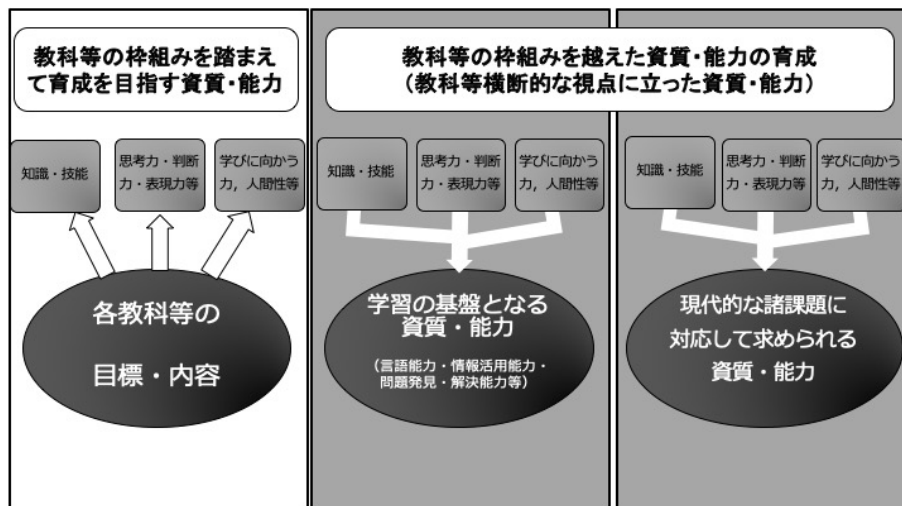 教科等の枠組みを踏まえ
て育成を目指す資質・能力
教科等の枠組みを越えた資質・能力の育成
(教科等横断的な視点に立った資質・能力)
知識・技能
思考力・判断
力・表現力等
学びに向かう
力，人間性等
知識・技能
思考力・判断
力・表現力等
学びに向かう
力，人間性等
知識・技能
思考力・判断
力・表現力等
学びに向かう
力，人間性等
各教科等の
目標・内容
学習の基盤となる
資質・能力
（言語能力・情報活用能力・
問題発見・解決能力等）
現代的な諸課題に
対応して求められる
資質・能力